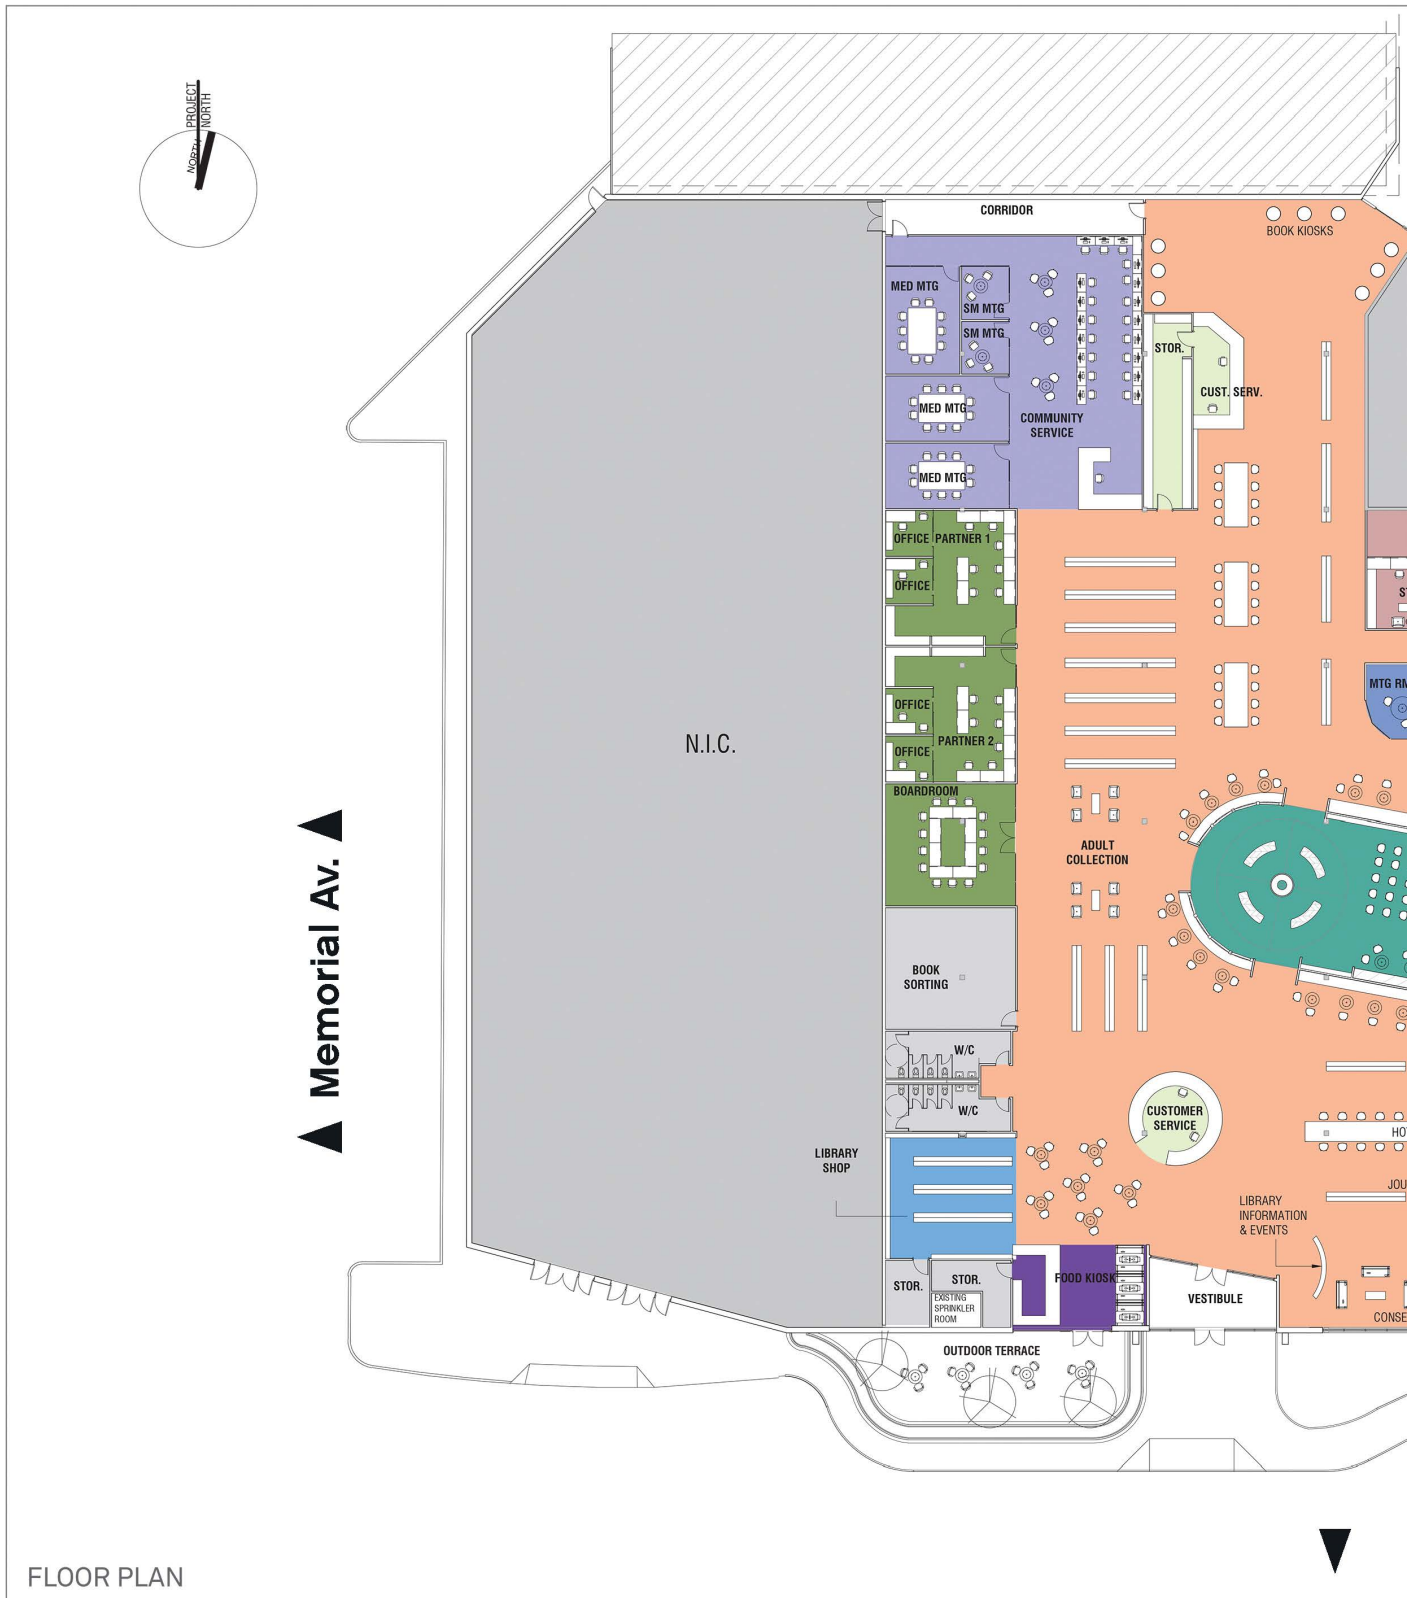 PROJECT
NORTH
NORTH
CORRIDOR
BOOK KIOSKS
MED MTG
SM MTG
SM MTG
STOR.
CUST. SERV.
MED MTG
COMMUNITY
SERVICE
MED MTG
OFFICE
PARTNER 1
OFFICE
MTG RM
OFFICE
PARTNER 2
OFFICE
N.I.C.
BOARDROOM
ADULT
COLLECTION
Memorial Av.
BOOK
SORTING
W/C
W/C
CUSTOMER
SERVICE
LIBRARY
SHOP
LIBRARY
INFORMATION
& EVENTS
STOR.
STOR.
FOOD KIOSK
EXISTING
SPRINKLER
ROOM
VESTIBULE
OUTDOOR TERRACE
FLOOR PLAN